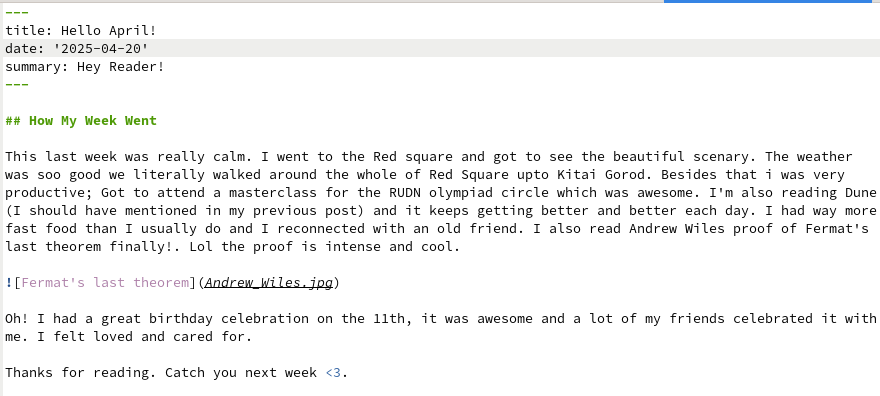 ---
title: Hello April!
date: '2025-04-20'
summary: Hey Reader!
---
## How My Week Went
This last week was really calm. I went to the Red square and got to see the beautiful scenary. The weather
was soo good we literally walked around the whole of Red Square upto Kitai Gorod. Besides that i was very
productive; Got to attend a masterclass for the RUDN olympiad circle which was awesome. I'm also reading Dune
(I should have mentioned in my previous post) and it keeps getting better and better each day. I had way more
fast food than I usually do and I reconnected with an old friend. I also read Andrew Wiles proof of Fermat's
last theorem finally!. Lol the proof is intense and cool.
![Fermat's last theorem](Andrew_Wiles.jpg)
Oh! I had a great birthday celebration on the 11th, it was awesome and a lot of my friends celebrated it with
me. I felt loved and cared for.
Thanks for reading. Catch you next week <3.